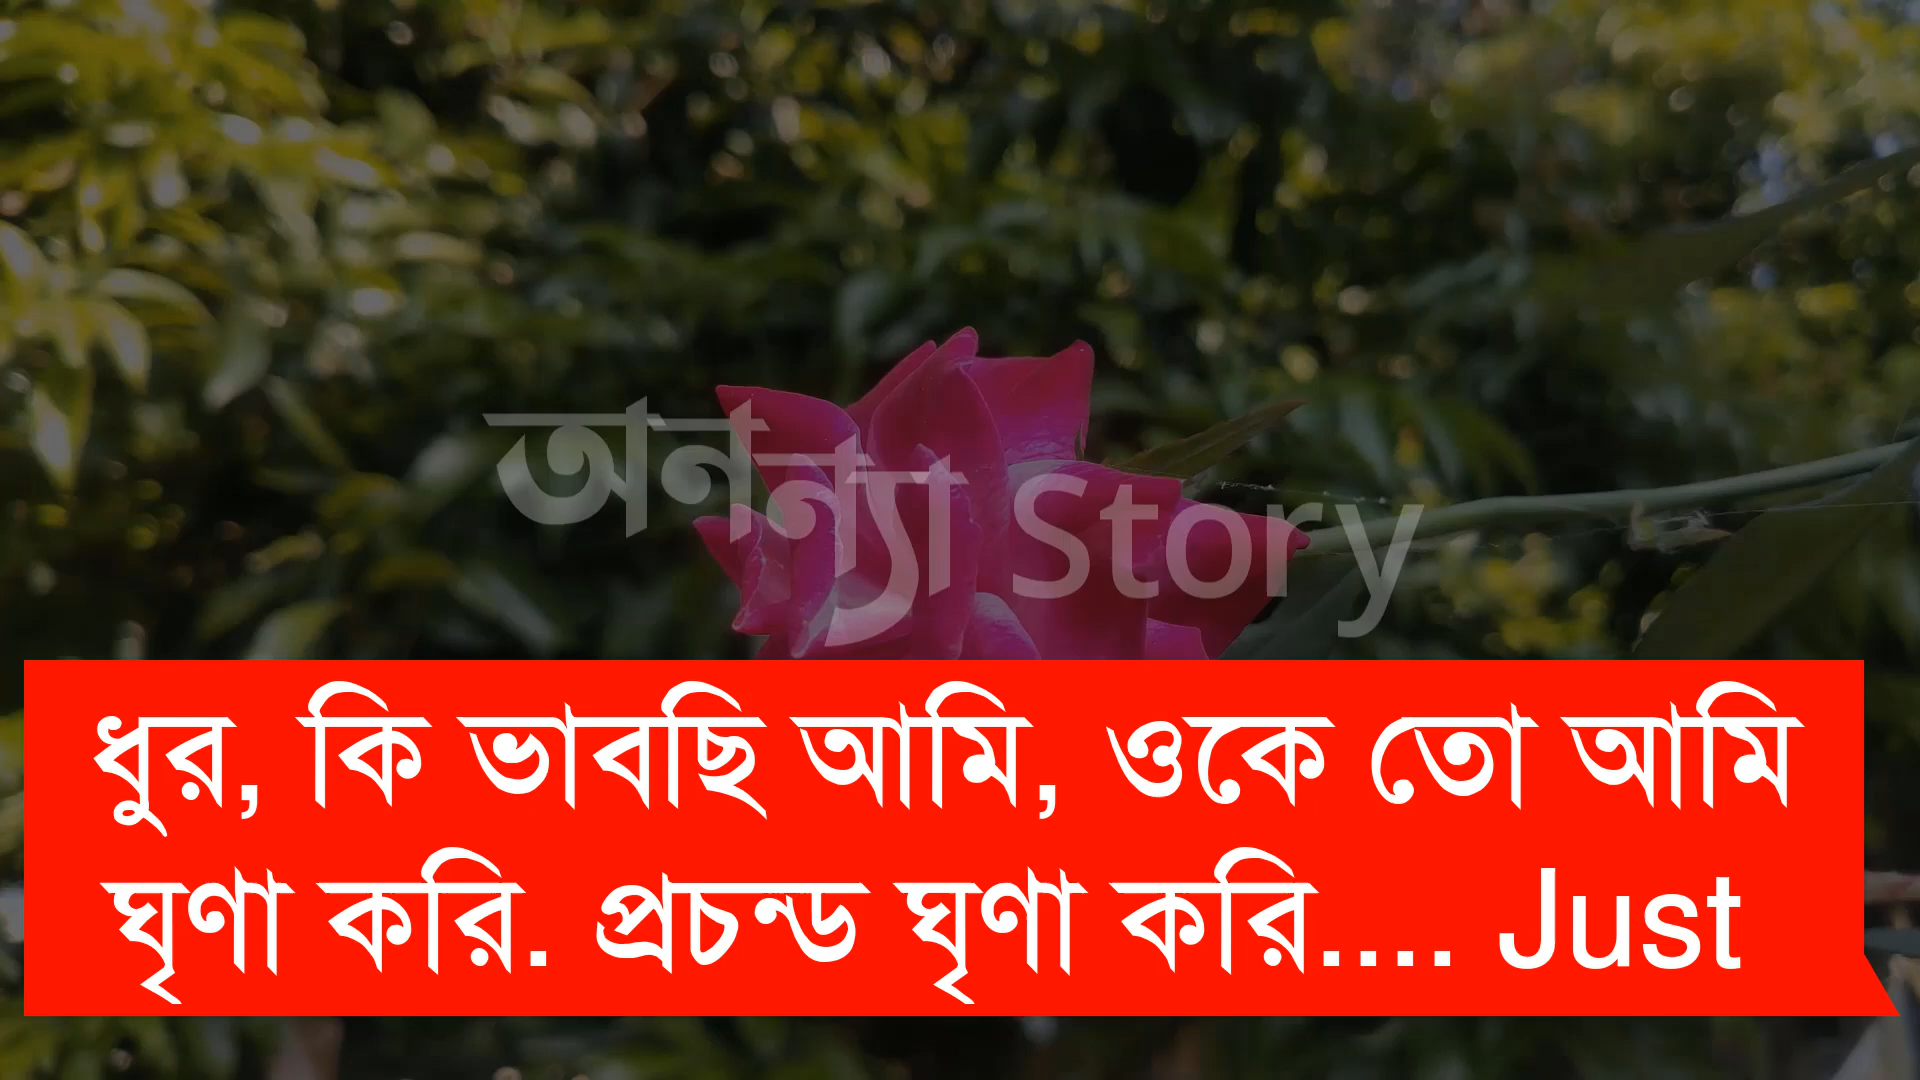 অনন্যা Story
ধুর, কি ভাবছি আমি, ওকে তো আমি
ঘৃণা করি. প্রচন্ড ঘৃণা করি.... Just